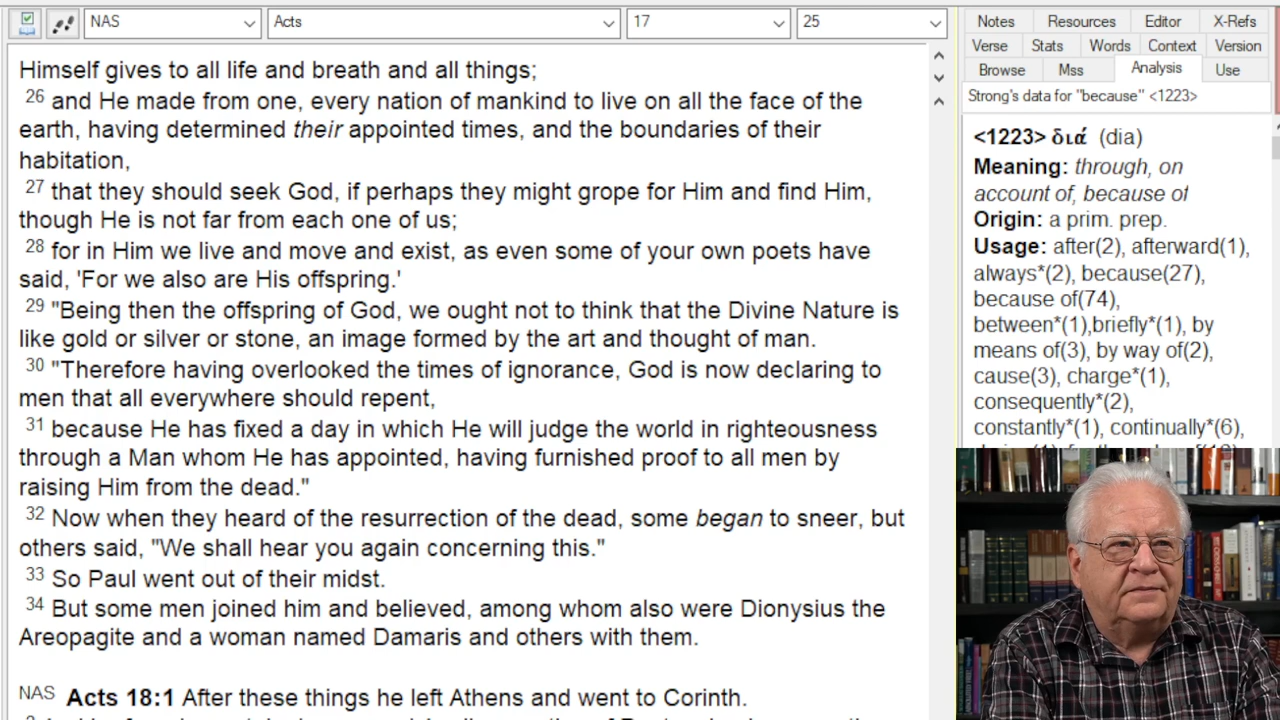 NAS Acts 17 25
Himself gives to all life and breath and all things;
26 and He made from one, every nation of mankind to live on all the face of the
earth, having determined their appointed times, and the boundaries of their
habitation,
27 that they should seek God, if perhaps they might grope for Him and find Him,
though He is not far from each one of us;
28 for in Him we live and move and exist, as even some of your own poets have
said, 'For we also are His offspring.'
29 "Being then the offspring of God, we ought not to think that the Divine Nature is
like gold or silver or stone, an image formed by the art and thought of man.
30 "Therefore having overlooked the times of ignorance, God is now declaring to
men that all everywhere should repent,
31 because He has fixed a day in which He will judge the world in righteousness
through a Man whom He has appointed, having furnished proof to all men by
raising Him from the dead."
32 Now when they heard of the resurrection of the dead, some began to sneer, but
others said, "We shall hear you again concerning this."
33 So Paul went out of their midst.
34 But some men joined him and believed, among whom also were Dionysius the
Areopagite and a woman named Damaris and others with them.
NAS Acts 18:1 After these things he left Athens and went to Corinth.
Notes Resources Editor X-Refs
Verse Stats Words Context Version
Browse Mss Analysis Use
Strong's data for "because" <1223>
<1223> διά (dia)
Meaning: through, on
account of, because of
Origin: a prim. prep.
Usage: after(2), afterward(1),
always*(2), because(27),
because of(74),
between*(1),briefly*(1), by
means of(3), by way of(2),
cause(3), charge*(1),
consequently*(2),
constantly*(1), continually*(6),